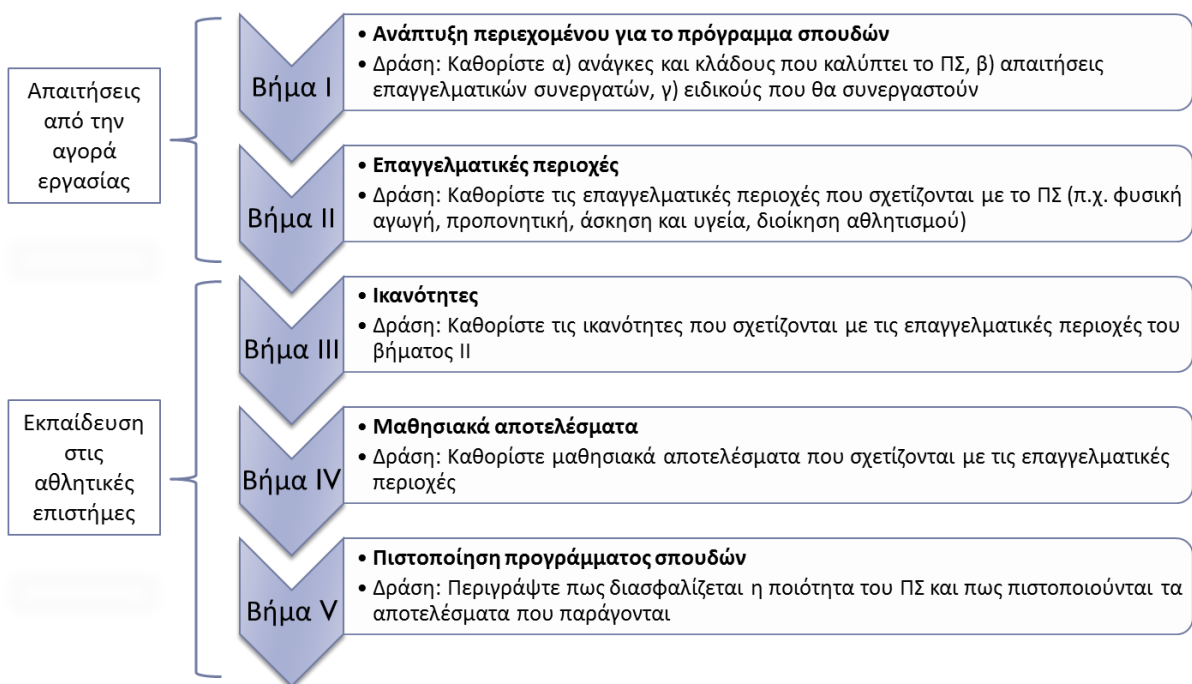 Απαιτήσεις
από την
αγορά
εργασίας
Βήμα I
• Ανάπτυξη περιεχομένου για το πρόγραμμα σπουδών
• Δράση: Καθορίστε α) ανάγκες και κλάδους που καλύπτει το ΠΣ, β) απαιτήσεις
επαγγελματικών συνεργατών, γ) ειδικούς που θα συνεργαστούν
Βήμα II
• Επαγγελματικές περιοχές
• Δράση: Καθορίστε τις επαγγελματικές περιοχές που σχετίζονται με το ΠΣ (π.χ. φυσική
αγωγή, προπονητική, άσκηση και υγεία, διοίκηση αθλητισμού)
Εκπαίδευση
στις
αθλητικές
επιστήμες
Βήμα III
• Ικανότητες
• Δράση: Καθορίστε τις ικανότητες που σχετίζονται με τις επαγγελματικές περιοχές του
βήματος II
Βήμα IV
• Μαθησιακά αποτελέσματα
• Δράση: Καθορίστε μαθησιακά αποτελέσματα που σχετίζονται με τις επαγγελματικές
περιοχές
Βήμα V
• Πιστοποίηση προγράμματος σπουδών
• Δράση: Περιγράψτε πως διασφαλίζεται η ποιότητα του ΠΣ και πως πιστοποιούνται τα
αποτελέσματα που παράγονται